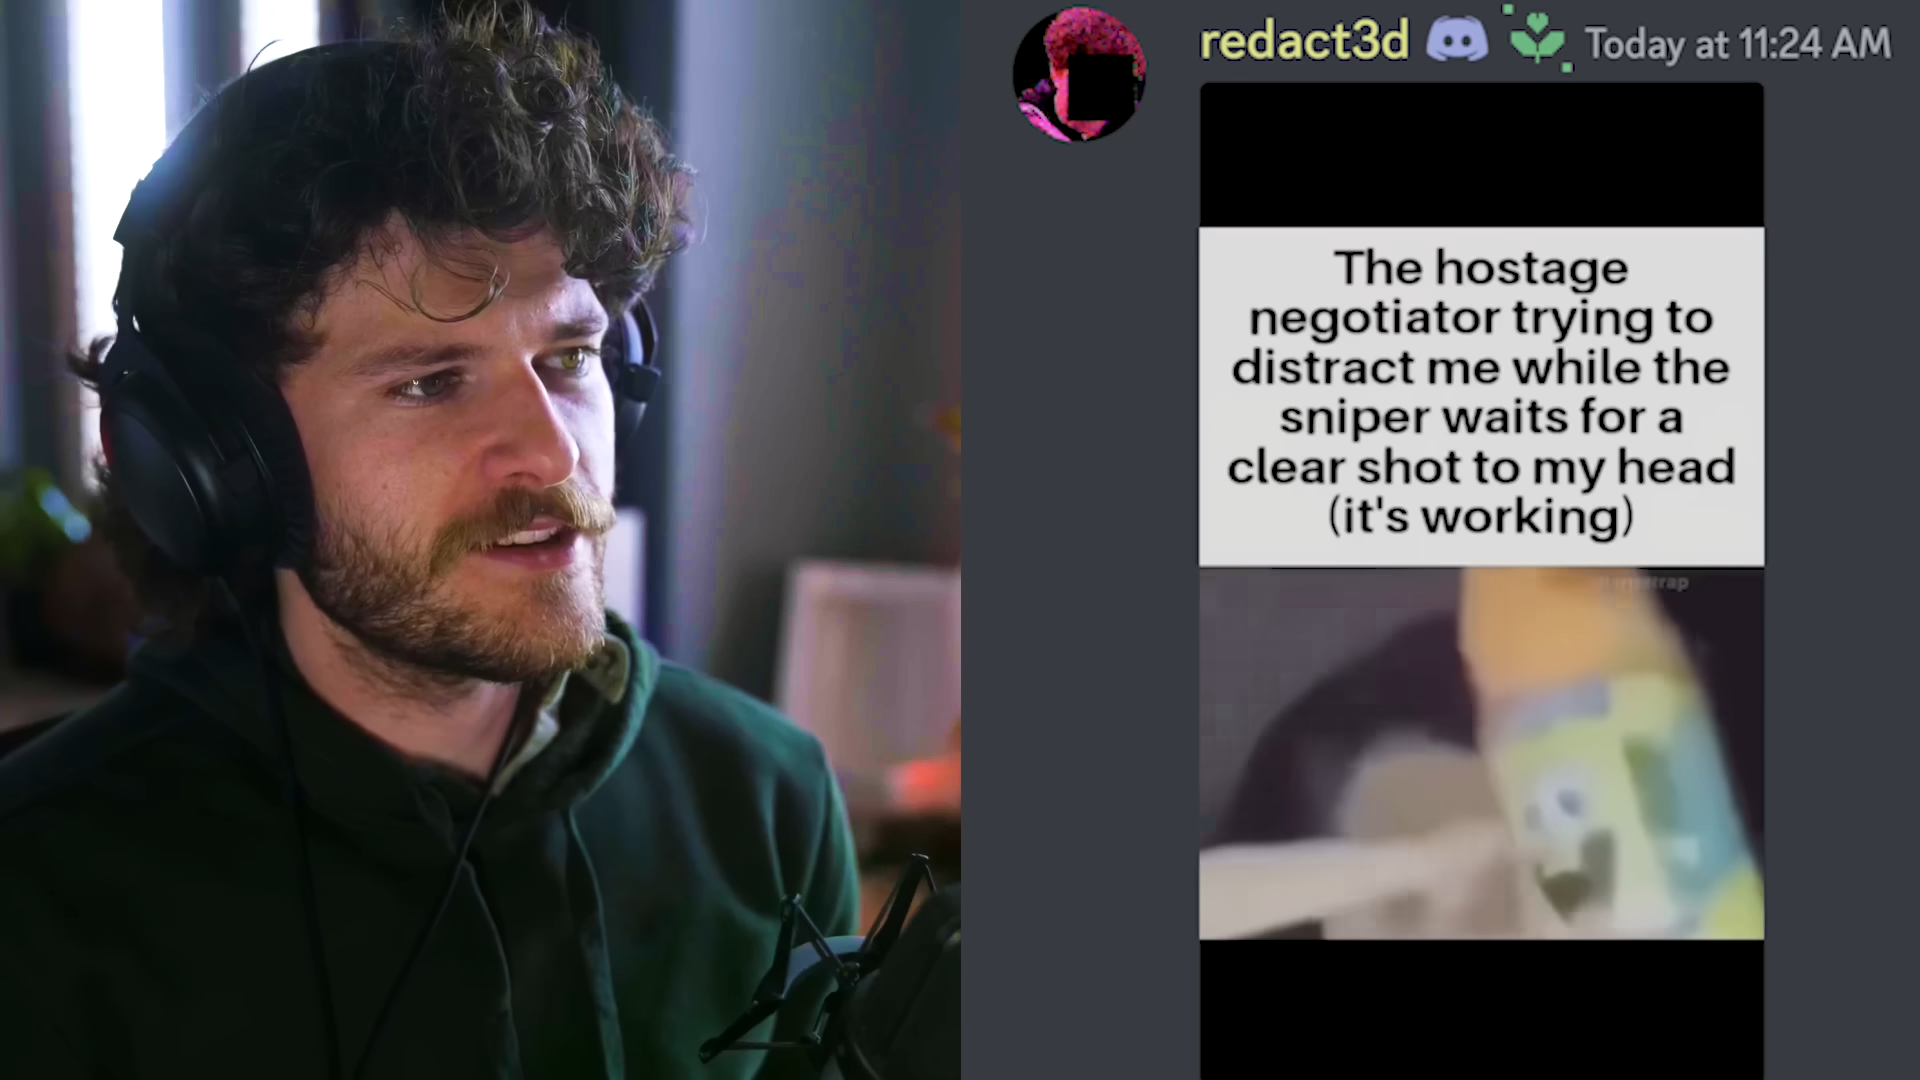 redact3d Today at 11:24 AM
The hostage
negotiator trying to
distract me while the
sniper waits for a
clear shot to my head
(it's working)